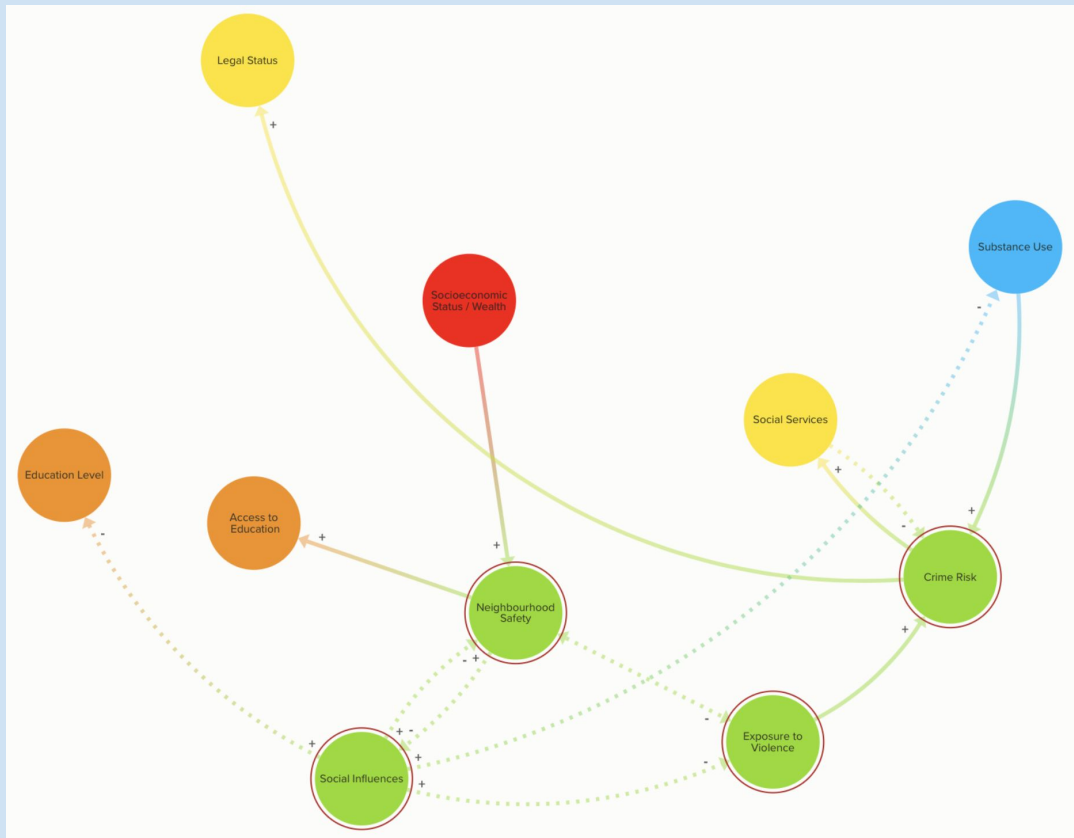 Legal Status
+
Substance Use
-
Socioeconomic
Status / Wealth
Social Services
+
Education Level
-
Access to
Education
+
+
-
+
Crime Risk
Neighbourhood
Safety
+
- +
+ -
-
Exposure to
Violence
-
+
+
+
Social Influences